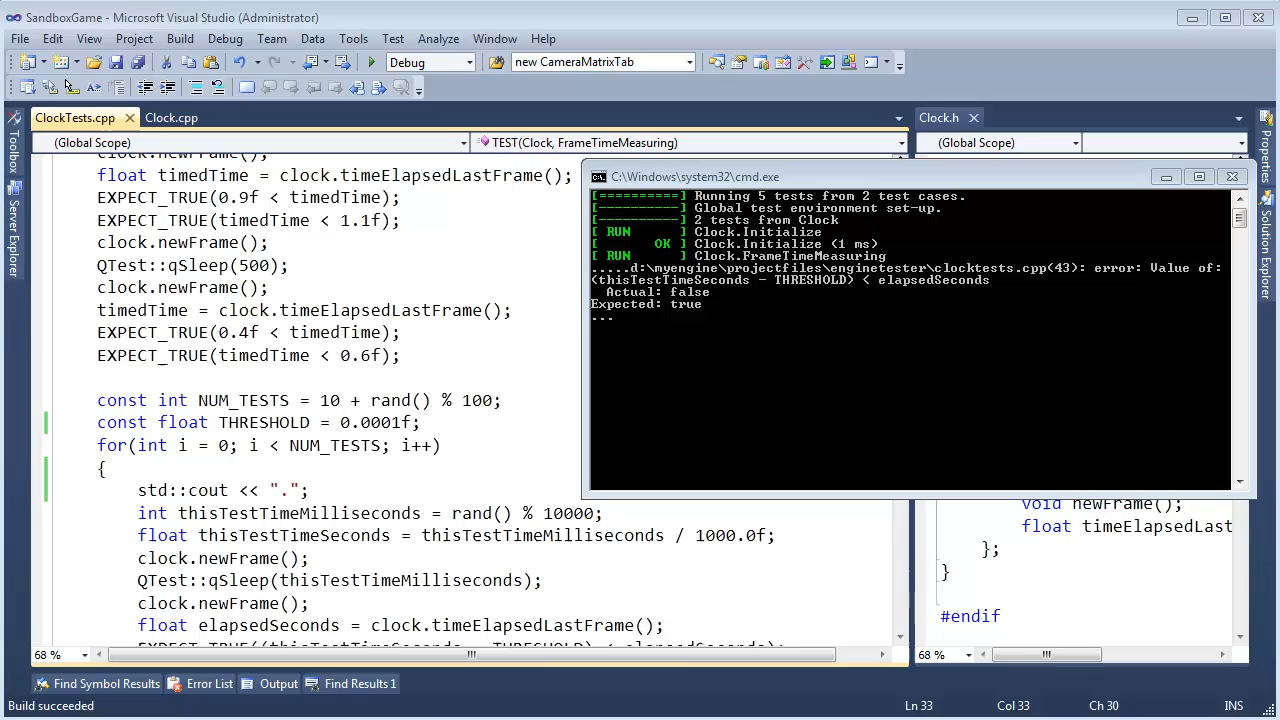 SandboxGame - Microsoft Visual Studio (Administrator)
File Edit View Project Build Debug Team Data Tools Test Analyze Window Help
Debug new CameraMatrixTab
ClockTests.cpp Clock.cpp Clock.h
(Global Scope) TEST(Clock, FrameTimeMeasuring) (Global Scope)
Toolbox
Server Explorer
clock.newFrame();
float timedTime = clock.timeElapsedLastFrame();
EXPECT_TRUE(0.9f < timedTime);
EXPECT_TRUE(timedTime < 1.1f);
clock.newFrame();
QTest::qSleep(500);
clock.newFrame();
timedTime = clock.timeElapsedLastFrame();
EXPECT_TRUE(0.4f < timedTime);
EXPECT_TRUE(timedTime < 0.6f);
const int NUM_TESTS = 10 + rand() % 100;
const float THRESHOLD = 0.0001f;
for(int i = 0; i < NUM_TESTS; i++)
{
std::cout << ".";
int thisTestTimeMilliseconds = rand() % 10000;
float thisTestTimeSeconds = thisTestTimeMilliseconds / 1000.0f;
clock.newFrame();
QTest::qSleep(thisTestTimeMilliseconds);
clock.newFrame();
float elapsedSeconds = clock.timeElapsedLastFrame();
EXPECT_TRUE((thisTestTimeSeconds - THRESHOLD) < elapsedSeconds);
C:\Windows\system32\cmd.exe
[==========] Running 5 tests from 2 test cases.
[----------] Global test environment set-up.
[----------] 2 tests from Clock
[ RUN      ] Clock.Initialize
[       OK ] Clock.Initialize (1 ms)
[ RUN      ] Clock.FrameTimeMeasuring
.....d:\myengine\projectfiles\enginetester\clocktests.cpp(43): error: Value of:
(thisTestTimeSeconds - THRESHOLD) < elapsedSeconds
Actual: false
Expected: true
...
void newFrame();
float timeElapsedLast
};
}
#endif
Properties
Solution Explorer
68 % 68 %
Find Symbol Results Error List Output Find Results 1
Build succeeded Ln 33 Col 33 Ch 30 INS